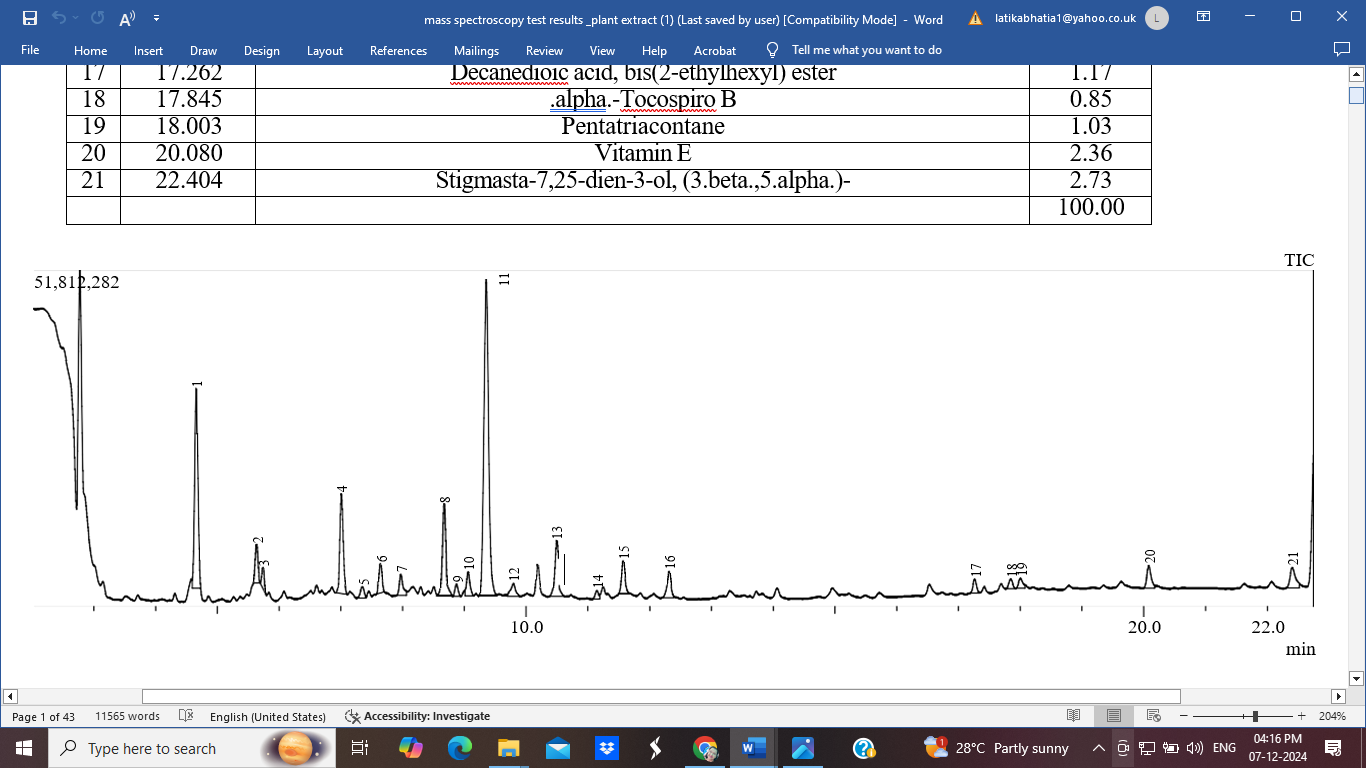 mass spectroscopy test results _plant extract (1) (Last saved by user) [Compatibility Mode] - Word
latikabhatia1@yahoo.co.uk
L
File Home Insert Draw Design Layout References Mailings Review View Help Acrobat Tell me what you want to do
17 17.262 Decanedioic acid, bis(2-ethylhexyl) ester 1.17
18 17.845 .alpha.-Tocospiro B 0.85
19 18.003 Pentatriacontane 1.03
20 20.080 Vitamin E 2.36
21 22.404 Stigmasta-7,25-dien-3-ol, (3.beta.,5.alpha.)- 2.73
100.00
TIC
51,812,282
1
2
3
4
5
6
7
8
9
10
11
12
13
14
15
16
17
18
19
20
21
10.0 20.0 22.0
min
Page 1 of 43 11565 words English (United States) Accessibility: Investigate 204%
Type here to search 1 28°C Partly sunny ENG 04:16 PM
07-12-2024